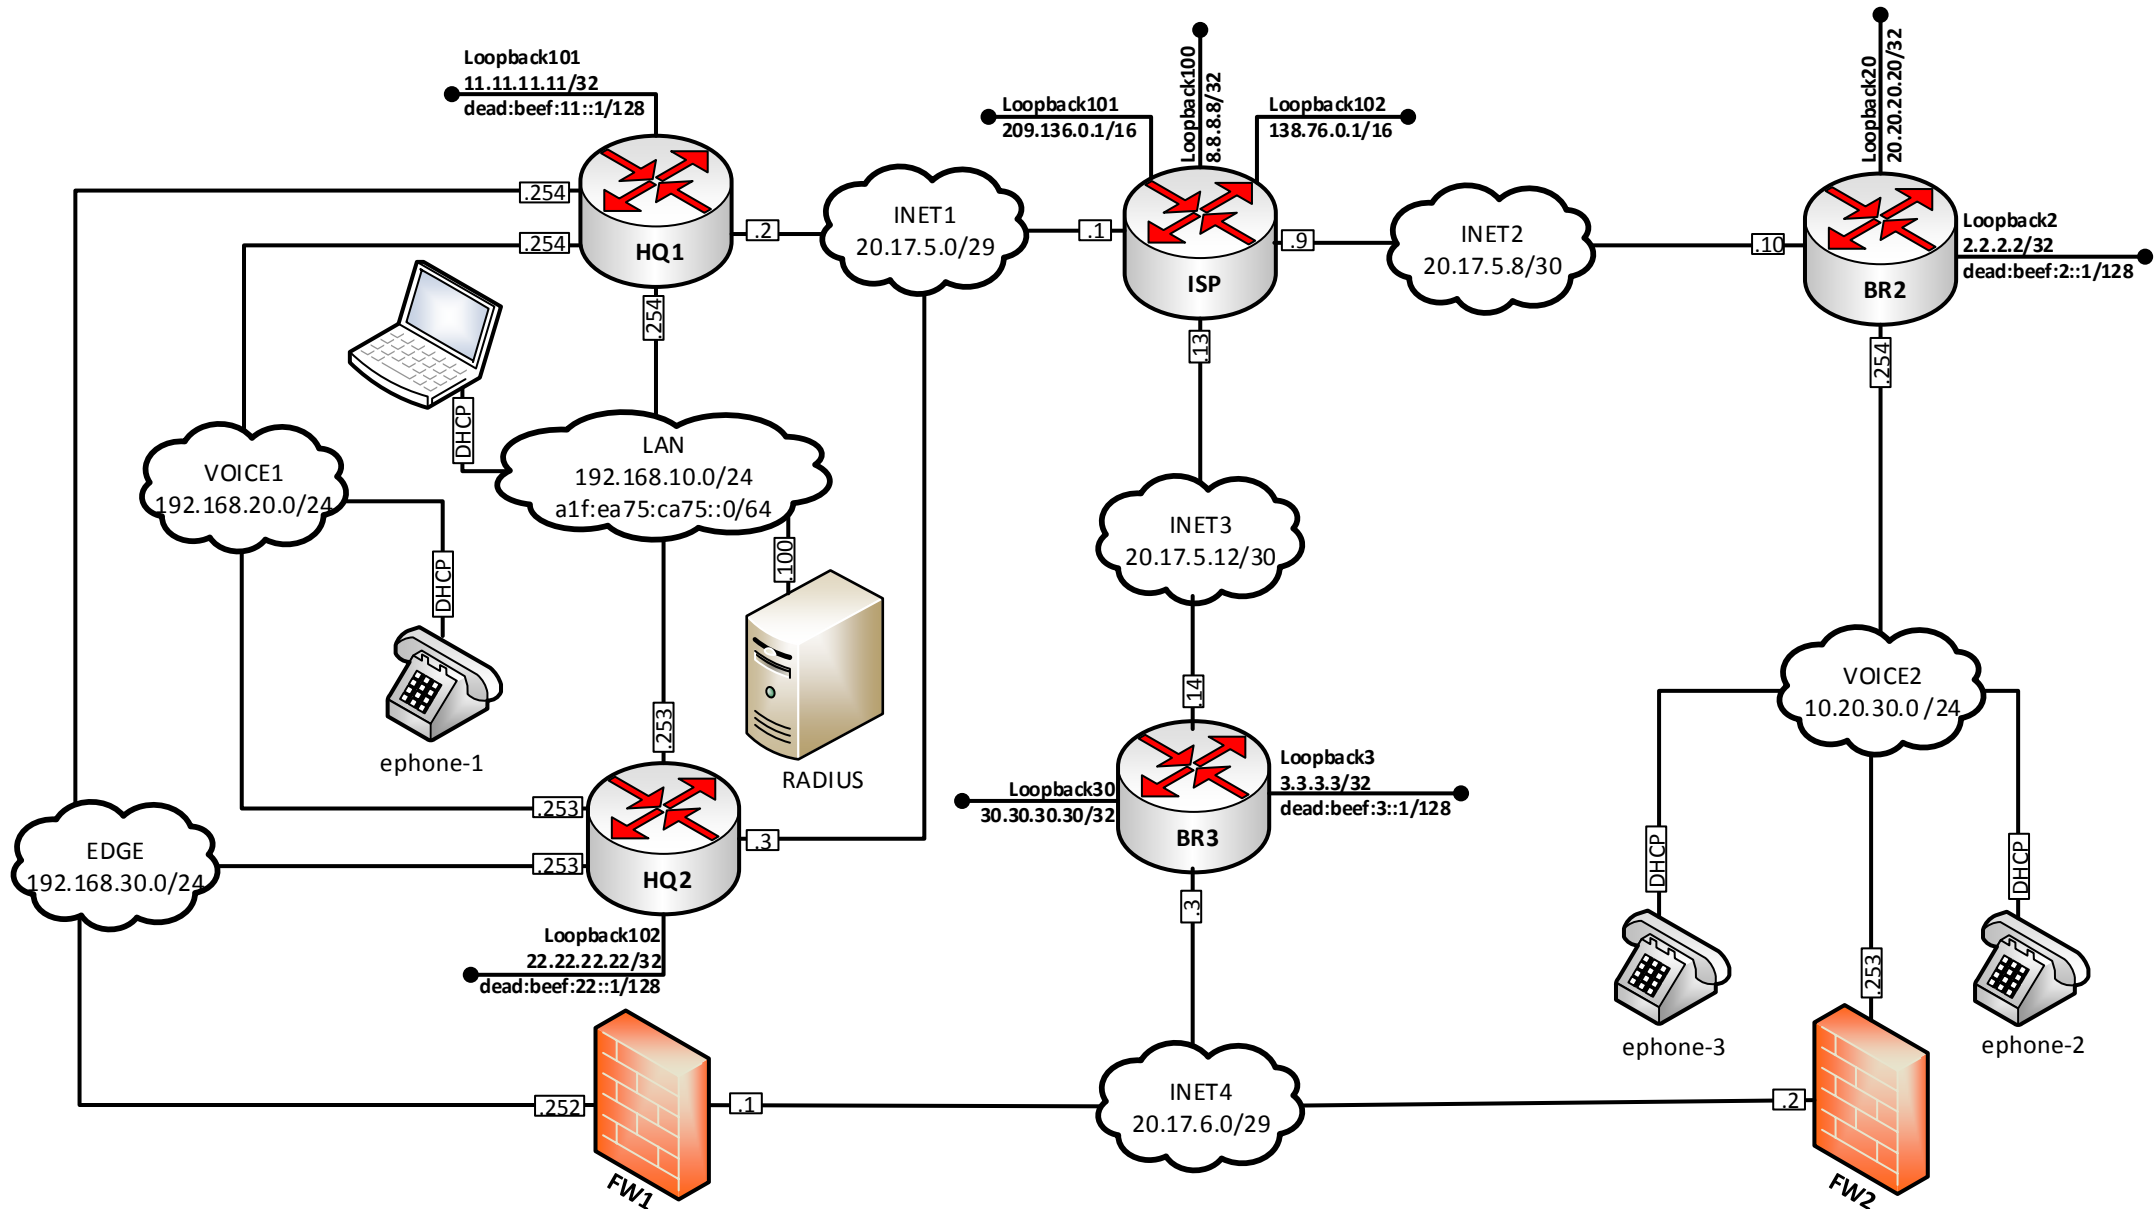 Loopback101
11.11.11.11/32
dead:beef:11::1/128
.254
.254
HQ1
.2
.254
INET1
20.17.5.0/29
Loopback101
209.136.0.1/16
Loopback100
8.8.8.8/32
Loopback102
138.76.0.1/16
.1
ISP
.9
.13
INET2
20.17.5.8/30
Loopback20
20.20.20.20/32
.10
BR2
Loopback2
2.2.2.2/32
dead:beef:2::1/128
.254
DHCP
LAN
192.168.10.0/24
a1f:ea75:ca75::0/64
VOICE1
192.168.20.0/24
DHCP
ephone-1
.100
RADIUS
.253
INET3
20.17.5.12/30
.14
Loopback30
30.30.30.30/32
BR3
Loopback3
3.3.3.3/32
dead:beef:3::1/128
.3
VOICE2
10.20.30.0 /24
DHCP
DHCP
ephone-3
ephone-2
.253
EDGE
192.168.30.0/24
.253
.253
HQ2
.3
Loopback102
22.22.22.22/32
dead:beef:22::1/128
.252
FW1
.1
INET4
20.17.6.0/29
.2
FW2